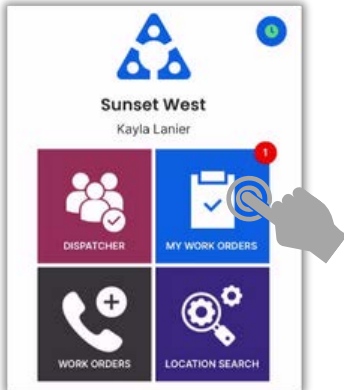 Sunset West
Kayla Lanier
1
DISPATCHER
MY WORK ORDERS
WORK ORDERS
LOCATION SEARCH